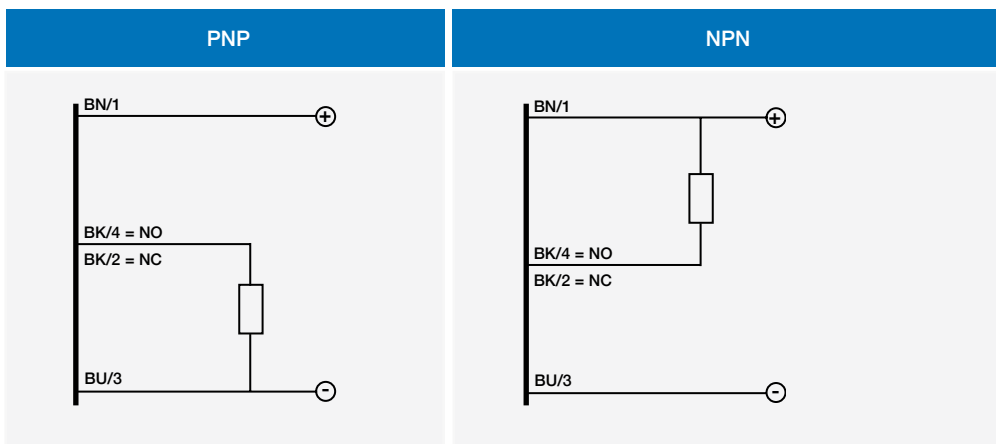 PNP
BN/1
+
BK/4 = NO
BK/2 = NC
BU/3
-
NPN
BN/1
+
BK/4 = NO
BK/2 = NC
BU/3
-